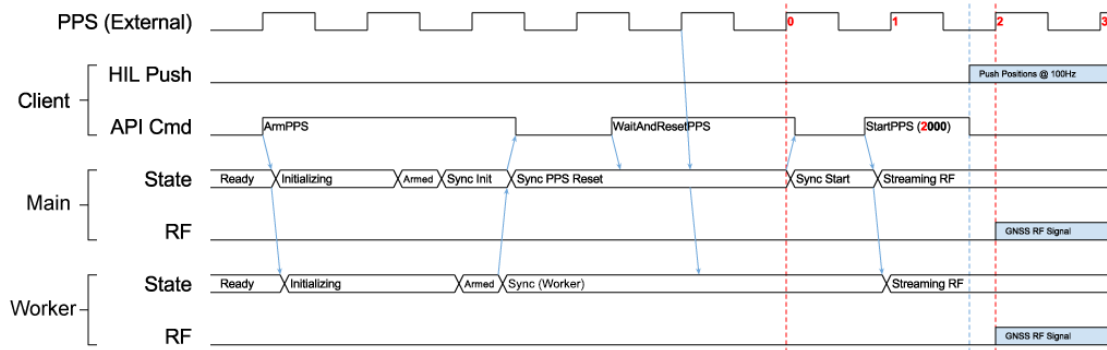 PPS (External)
0
1
2
3
Client
HIL Push
Push Positions @ 100Hz
API Cmd
ArmPPS
WaitAndResetPPS
StartPPS (2000)
Main
State
Ready
Initializing
Armed
Sync Init
Sync PPS Reset
Sync Start
Streaming RF
RF
GNSS RF Signal
Worker
State
Ready
Initializing
Armed
Sync (Worker)
Streaming RF
RF
GNSS RF Signal